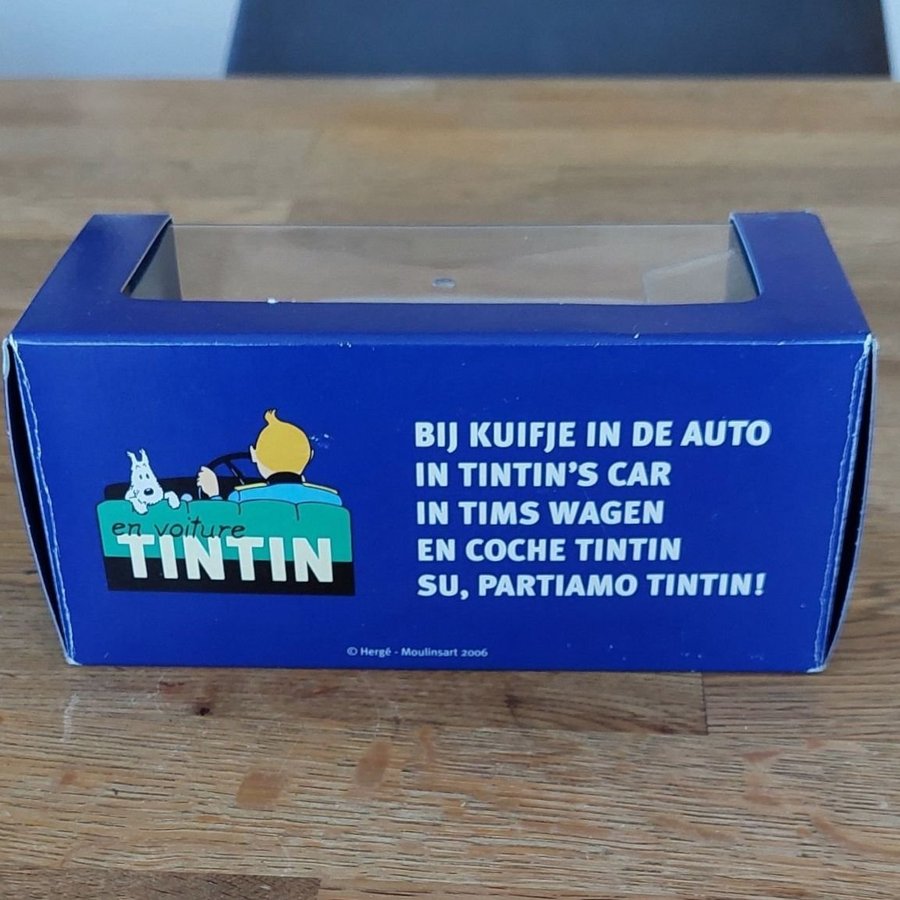 en voiture
TINTIN
BIJ KUIFJE IN DE AUTO
IN TINTIN'S CAR
IN TIMS WAGEN
EN COCHE TINTIN
SU, PARTIAMO TINTIN!
© Hergé - Moulinsart 2006